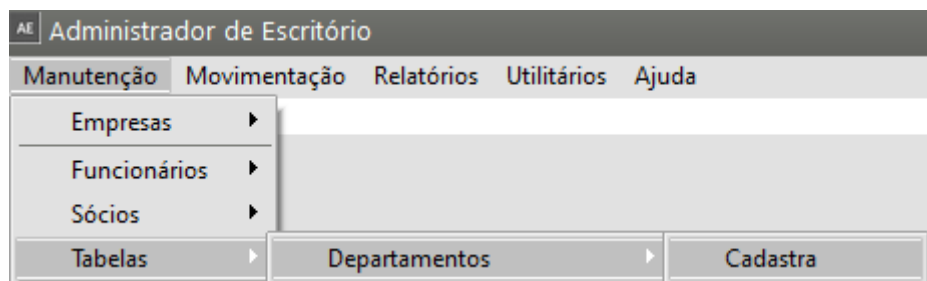 AE Administrador de Escritório
Manutenção Movimentação Relatórios Utilitários Ajuda
Empresas
Funcionários
Sócios
Tabelas Departamentos Cadastra